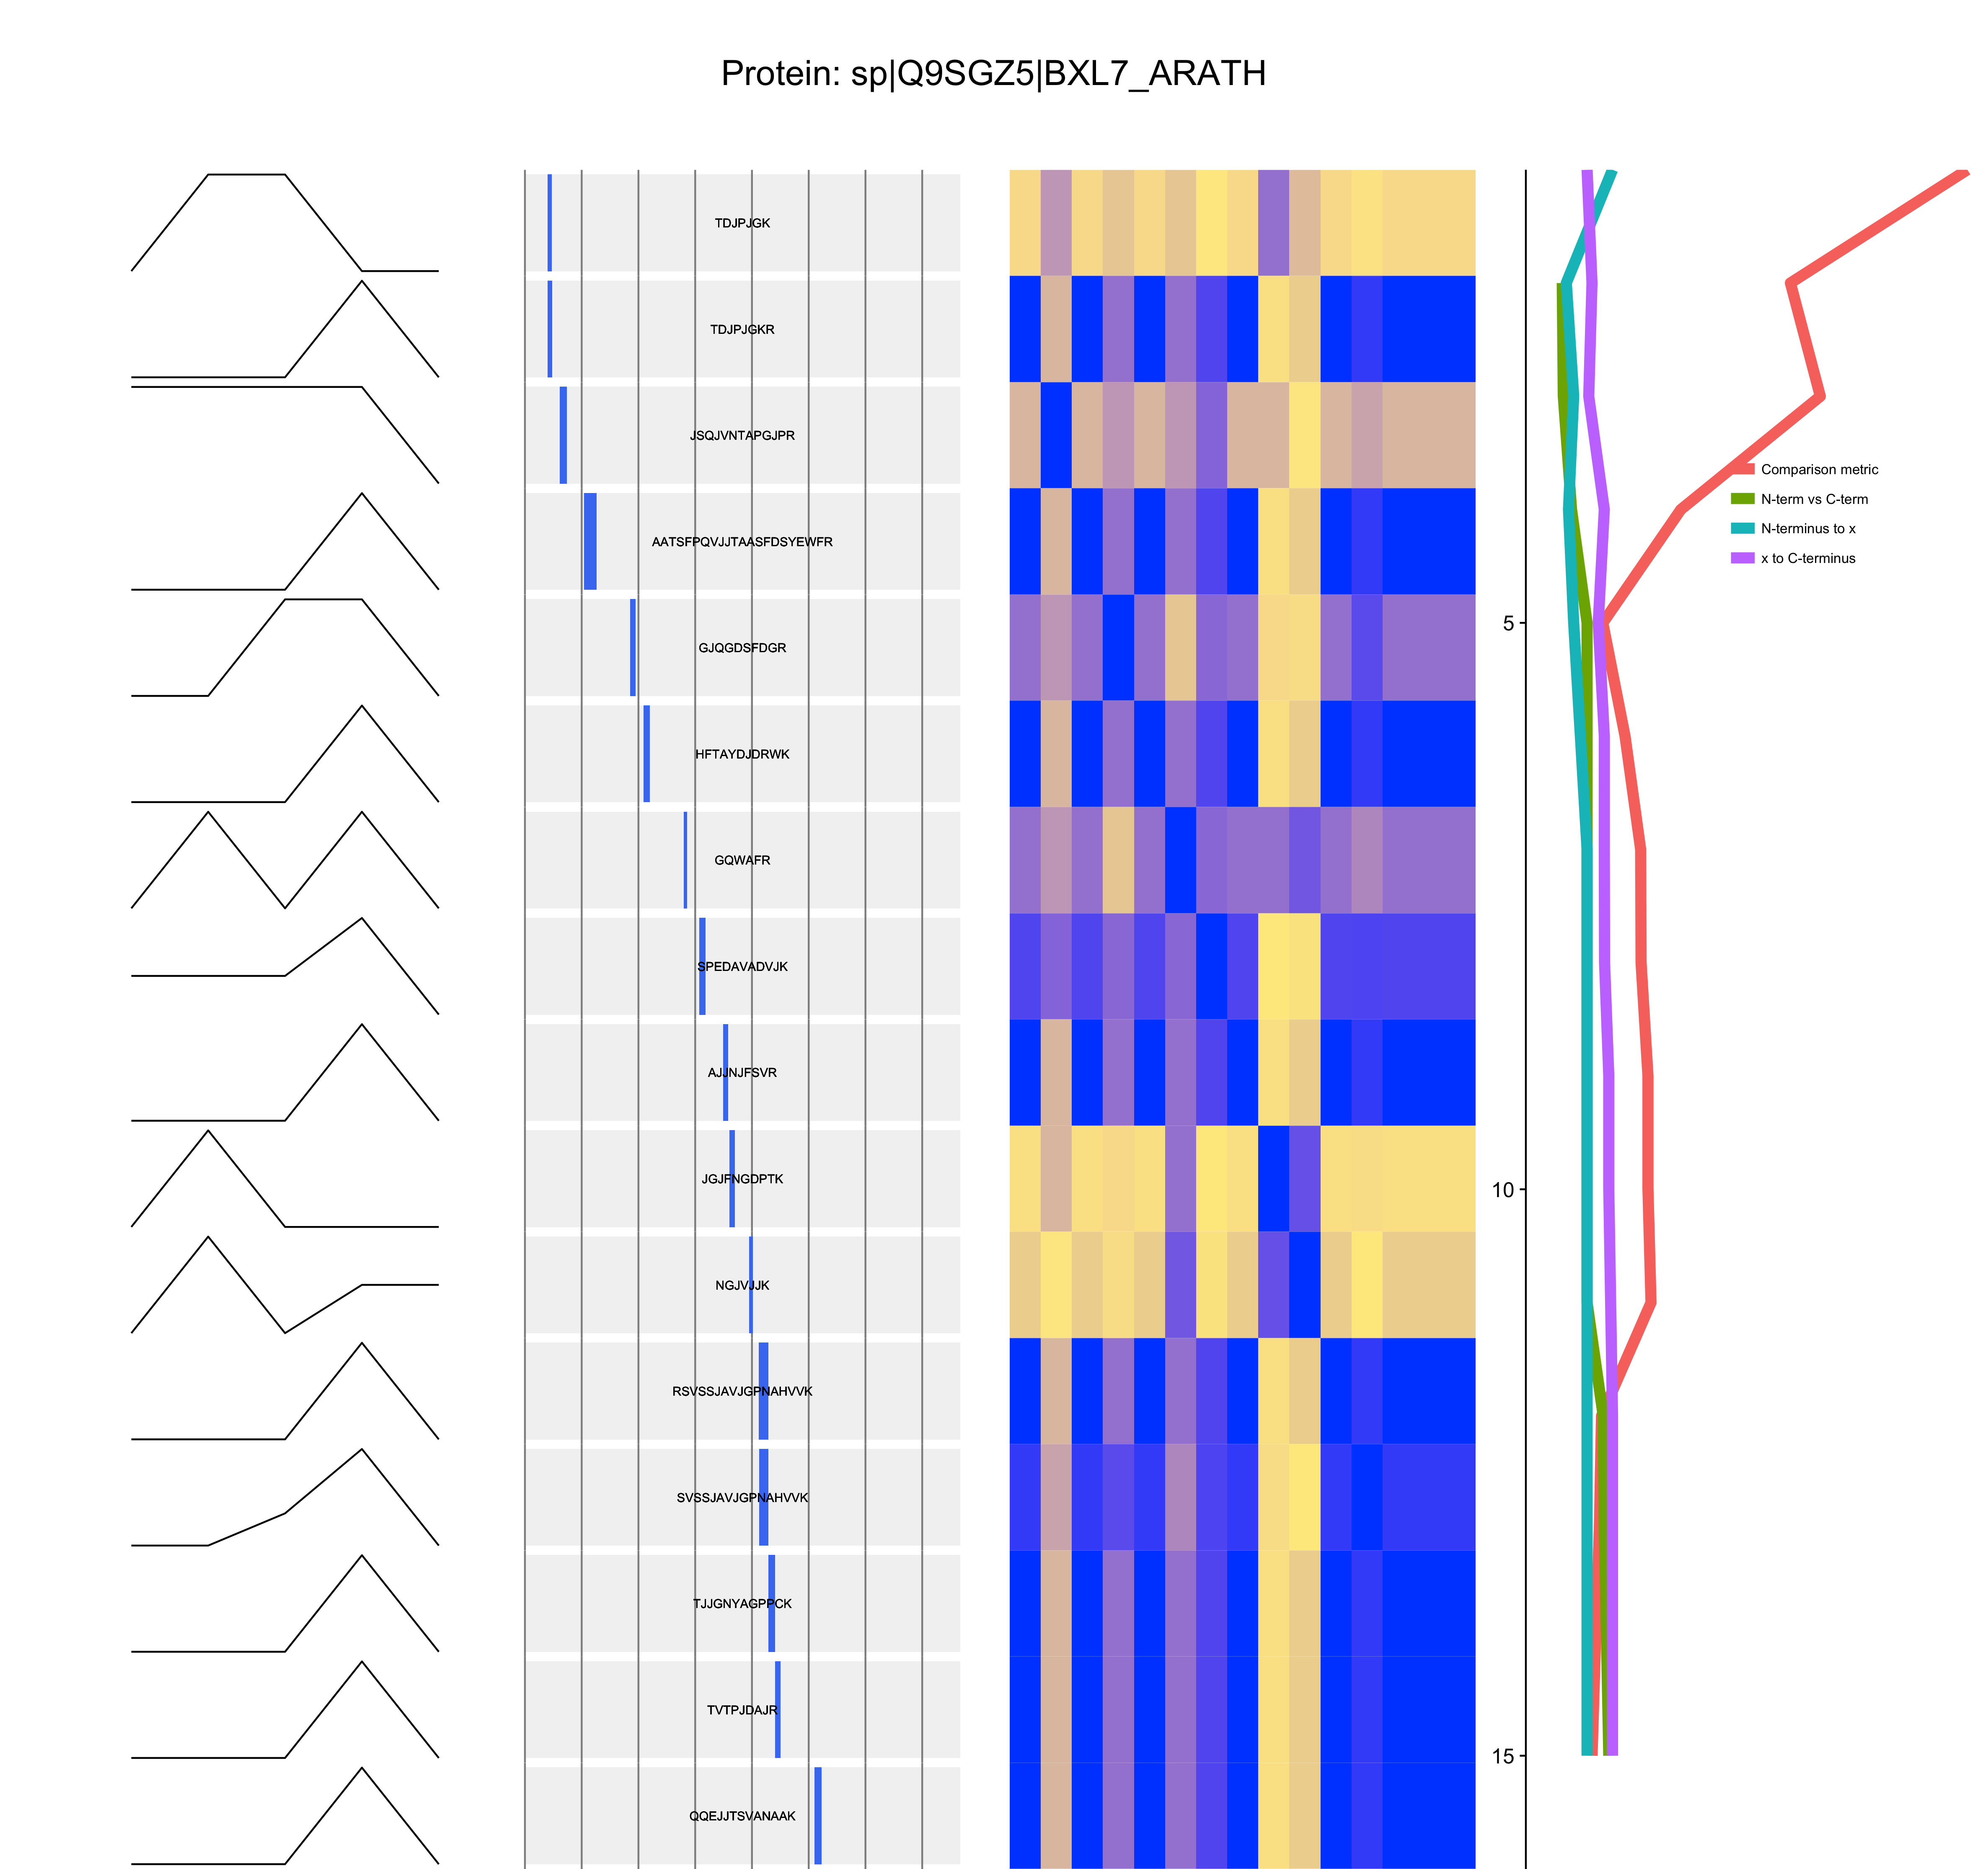 Protein: sp|Q9SGZ5|BXL7_ARATH
TDJPJGK
TDJPJGKR
JSQJVNTAPGJPR
Comparison metric
N-term vs C-term
N-terminus to x
x to C-terminus
AATSFPQVJJTAASFDSYEWFR
5
GJQGDSFDGR
HFTAYDJDRWK
GQWAFR
SPEDAVADVJK
AJJNJFSVR
10
JGJFNGDPTK
NGJVJJK
RSVSSJAVJGPNAHVVK
SVSSJAVJGPNAHVVK
TJJGNYAGPPCK
TVTPJDAJR
15
QQEJJTSVANAAK